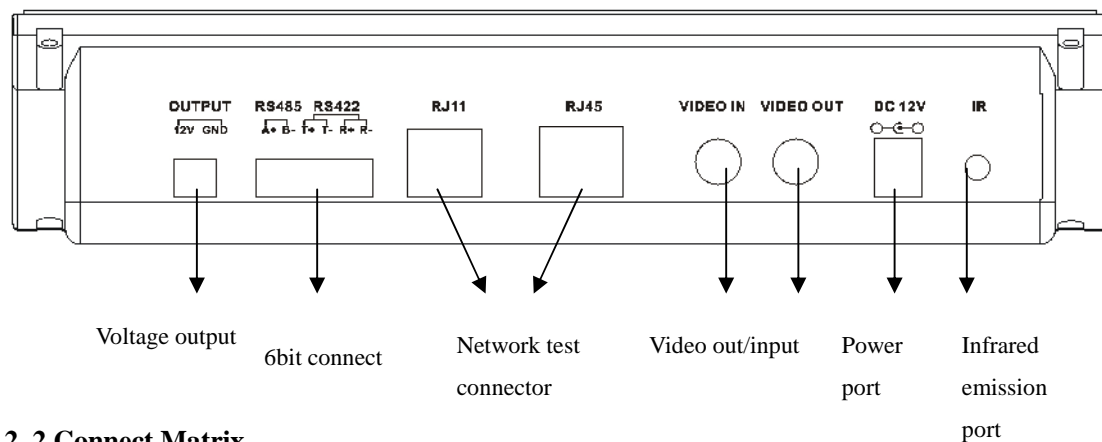 OUTPUT RS485 RS422 RJ11 RJ45 VIDEO IN VIDEO OUT DC 12V IR
12V GND A+ B- T+ T- R+ R-
Voltage output
6bit connect
Network test
connector
Video out/input
Power
port
Infrared
emission
port
2.2 Connect Matrix